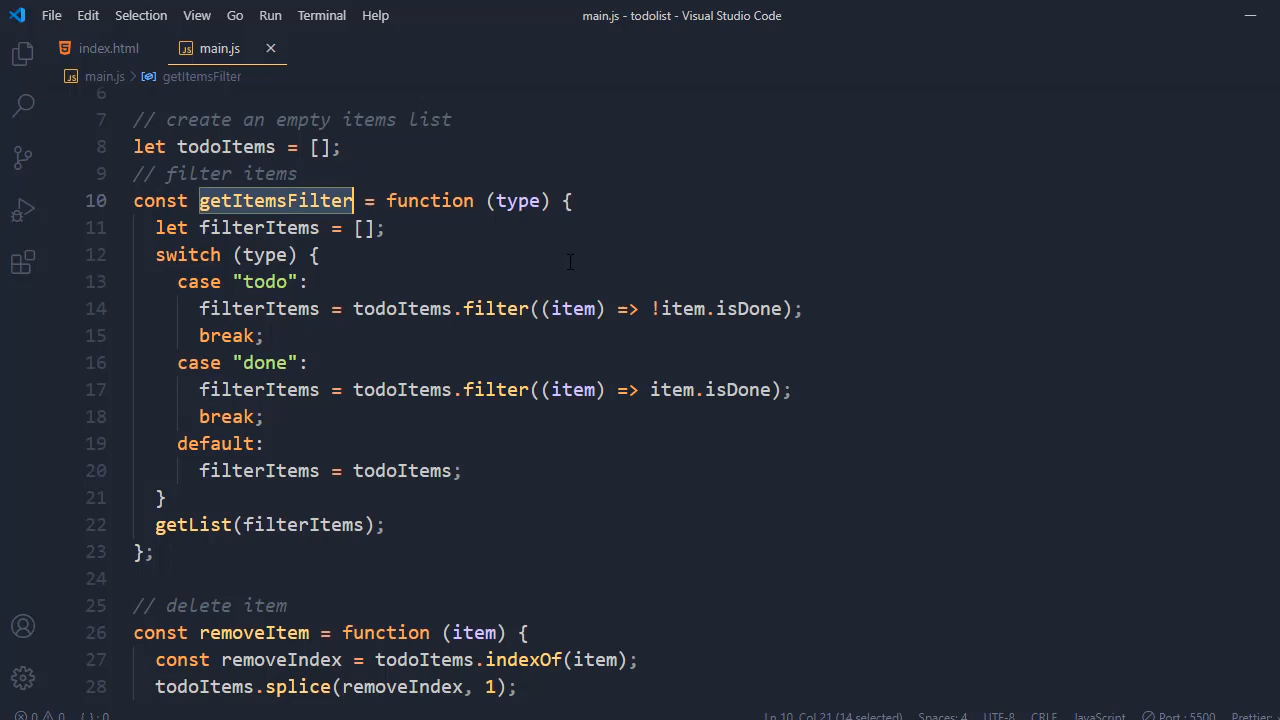 File Edit Selection View Go Run Terminal Help main.js - todolist - Visual Studio Code
index.html JS main.js
JS main.js > getItemsFilter
6
7 // create an empty items list
8 let todoItems = [];
9 // filter items
10 const getItemsFilter = function (type) {
11 let filterItems = [];
12 switch (type) {
13 case "todo":
14 filterItems = todoItems.filter((item) => !item.isDone);
15 break;
16 case "done":
17 filterItems = todoItems.filter((item) => item.isDone);
18 break;
19 default:
20 filterItems = todoItems;
21 }
22 getList(filterItems);
23 };
24
25 // delete item
26 const removeItem = function (item) {
27 const removeIndex = todoItems.indexOf(item);
28 todoItems.splice(removeIndex, 1);
0 0 {.} : 0 Ln 10, Col 21 (14 selected) Spaces: 4 UTF-8 CRLF JavaScript Port : 5500 Prettier